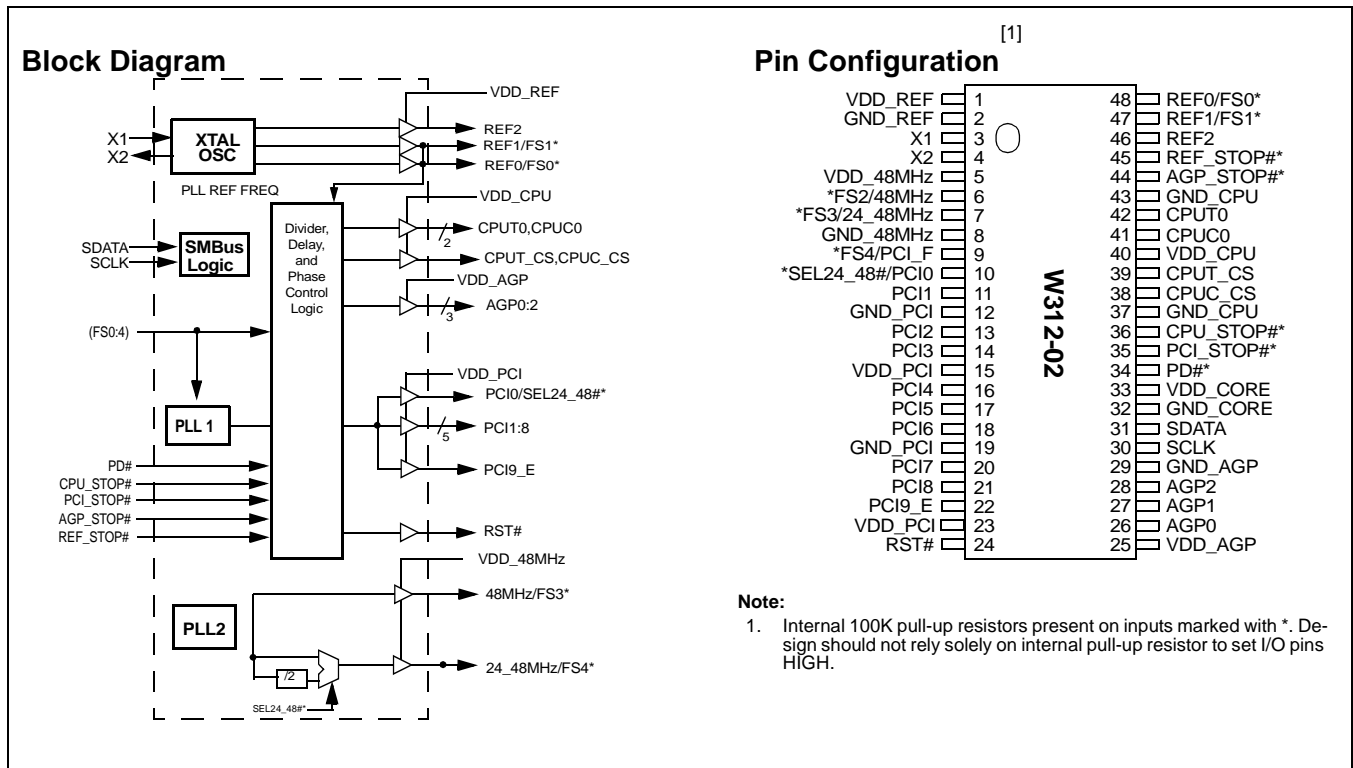 Block Diagram
VDD_REF
REF2
REF1/FS1*
REF0/FS0*
X1
X2
XTAL
OSC
PLL REF FREQ
VDD_CPU
Divider,
Delay,
and
Phase
Control
Logic
2
CPUT0,CPUC0
CPUT_CS,CPUC_CS
SDATA
SCLK
SMBus
Logic
VDD_AGP
3
AGP0:2
(FS0:4)
VDD_PCI
PCI0/SEL24_48#*
5
PCI1:8
PCI9_E
PLL 1
PD#
CPU_STOP#
PCI_STOP#
AGP_STOP#
REF_STOP#
RST#
VDD_48MHz
48MHz/FS3*
PLL2
/2
24_48MHz/FS4*
SEL24_48#*
[1]
Pin Configuration
VDD_REF 1 48 REF0/FS0*
GND_REF 2 47 REF1/FS1*
X1 3 46 REF2
X2 4 45 REF_STOP#*
VDD_48MHz 5 44 AGP_STOP#*
*FS2/48MHz 6 43 GND_CPU
*FS3/24_48MHz 7 42 CPUT0
GND_48MHz 8 41 CPUC0
*FS4/PCI_F 9 40 VDD_CPU
*SEL24_48#/PCI0 10 39 CPUT_CS
PCI1 11 38 CPUC_CS
GND_PCI 12 37 GND_CPU
PCI2 13 36 CPU_STOP#*
PCI3 14 35 PCI_STOP#*
VDD_PCI 15 34 PD#*
PCI4 16 33 VDD_CORE
PCI5 17 32 GND_CORE
PCI6 18 31 SDATA
GND_PCI 19 30 SCLK
PCI7 20 29 GND_AGP
PCI8 21 28 AGP2
PCI9_E 22 27 AGP1
VDD_PCI 23 26 AGP0
RST# 24 25 VDD_AGP
W312-02
Note:
1. Internal 100K pull-up resistors present on inputs marked with *. De-
sign should not rely solely on internal pull-up resistor to set I/O pins
HIGH.